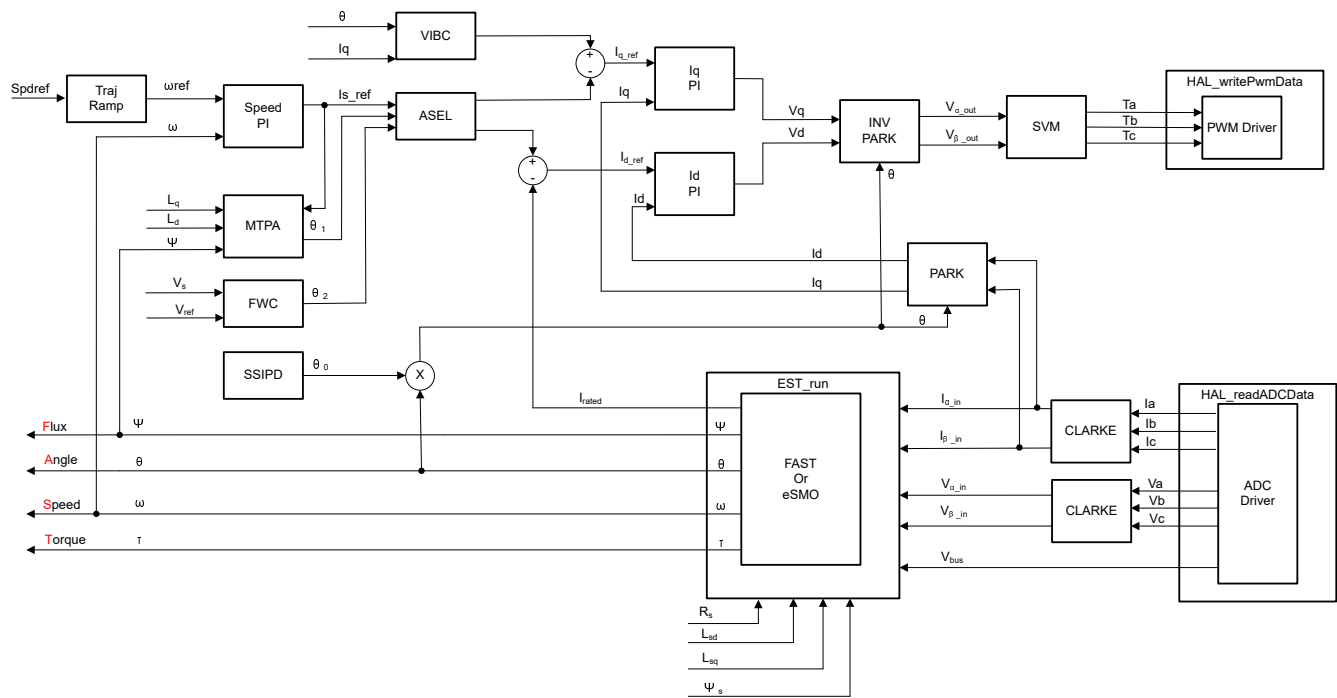 θ
Iq
VIBC
+
-
Iq_ref
Iq
Iq
PI
Vq
Vd
INV
PARK
θ
Vα_out
Vβ_out
SVM
Ta
Tb
Tc
HAL_writePwmData
PWM Driver
Spdref
Traj
Ramp
ωref
ω
Speed
PI
Is_ref
ASEL
+
-
Id_ref
Id
Id
PI
Lq
Ld
Ψ
MTPA
θ1
Vs
Vref
FWC
θ2
Id
Iq
PARK
θ
SSIPD
θ0
X
Irated
EST_run
FAST
Or
eSMO
Ψ
θ
ω
τ
Flux
Ψ
Angle
θ
Speed
ω
Torque
τ
Iα_in
Iβ_in
Vα_in
Vβ_in
Vbus
CLARKE
CLARKE
Ia
Ib
Ic
Va
Vb
Vc
HAL_readADCData
ADC
Driver
Rs
Lsd
Lsq
Ψs